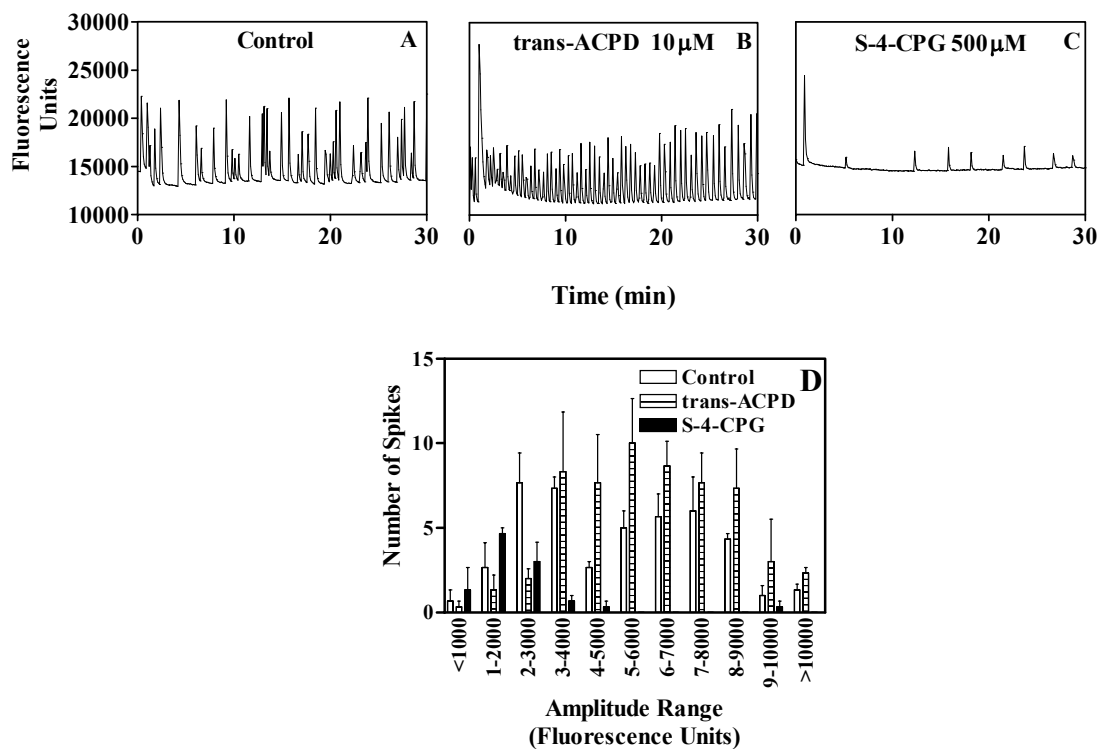 Fluorescence
Units
30000
25000
20000
15000
10000
Control
A
0
10
20
30
trans-ACPD 10μM
B
0
10
20
30
S-4-CPG 500μM
C
0
10
20
30
Time (min)
Number of Spikes
15
10
5
0
Control
trans-ACPD
S-4-CPG
D
<1000
1-2000
2-3000
3-4000
4-5000
5-6000
6-7000
7-8000
8-9000
9-10000
>10000
Amplitude Range
(Fluorescence Units)